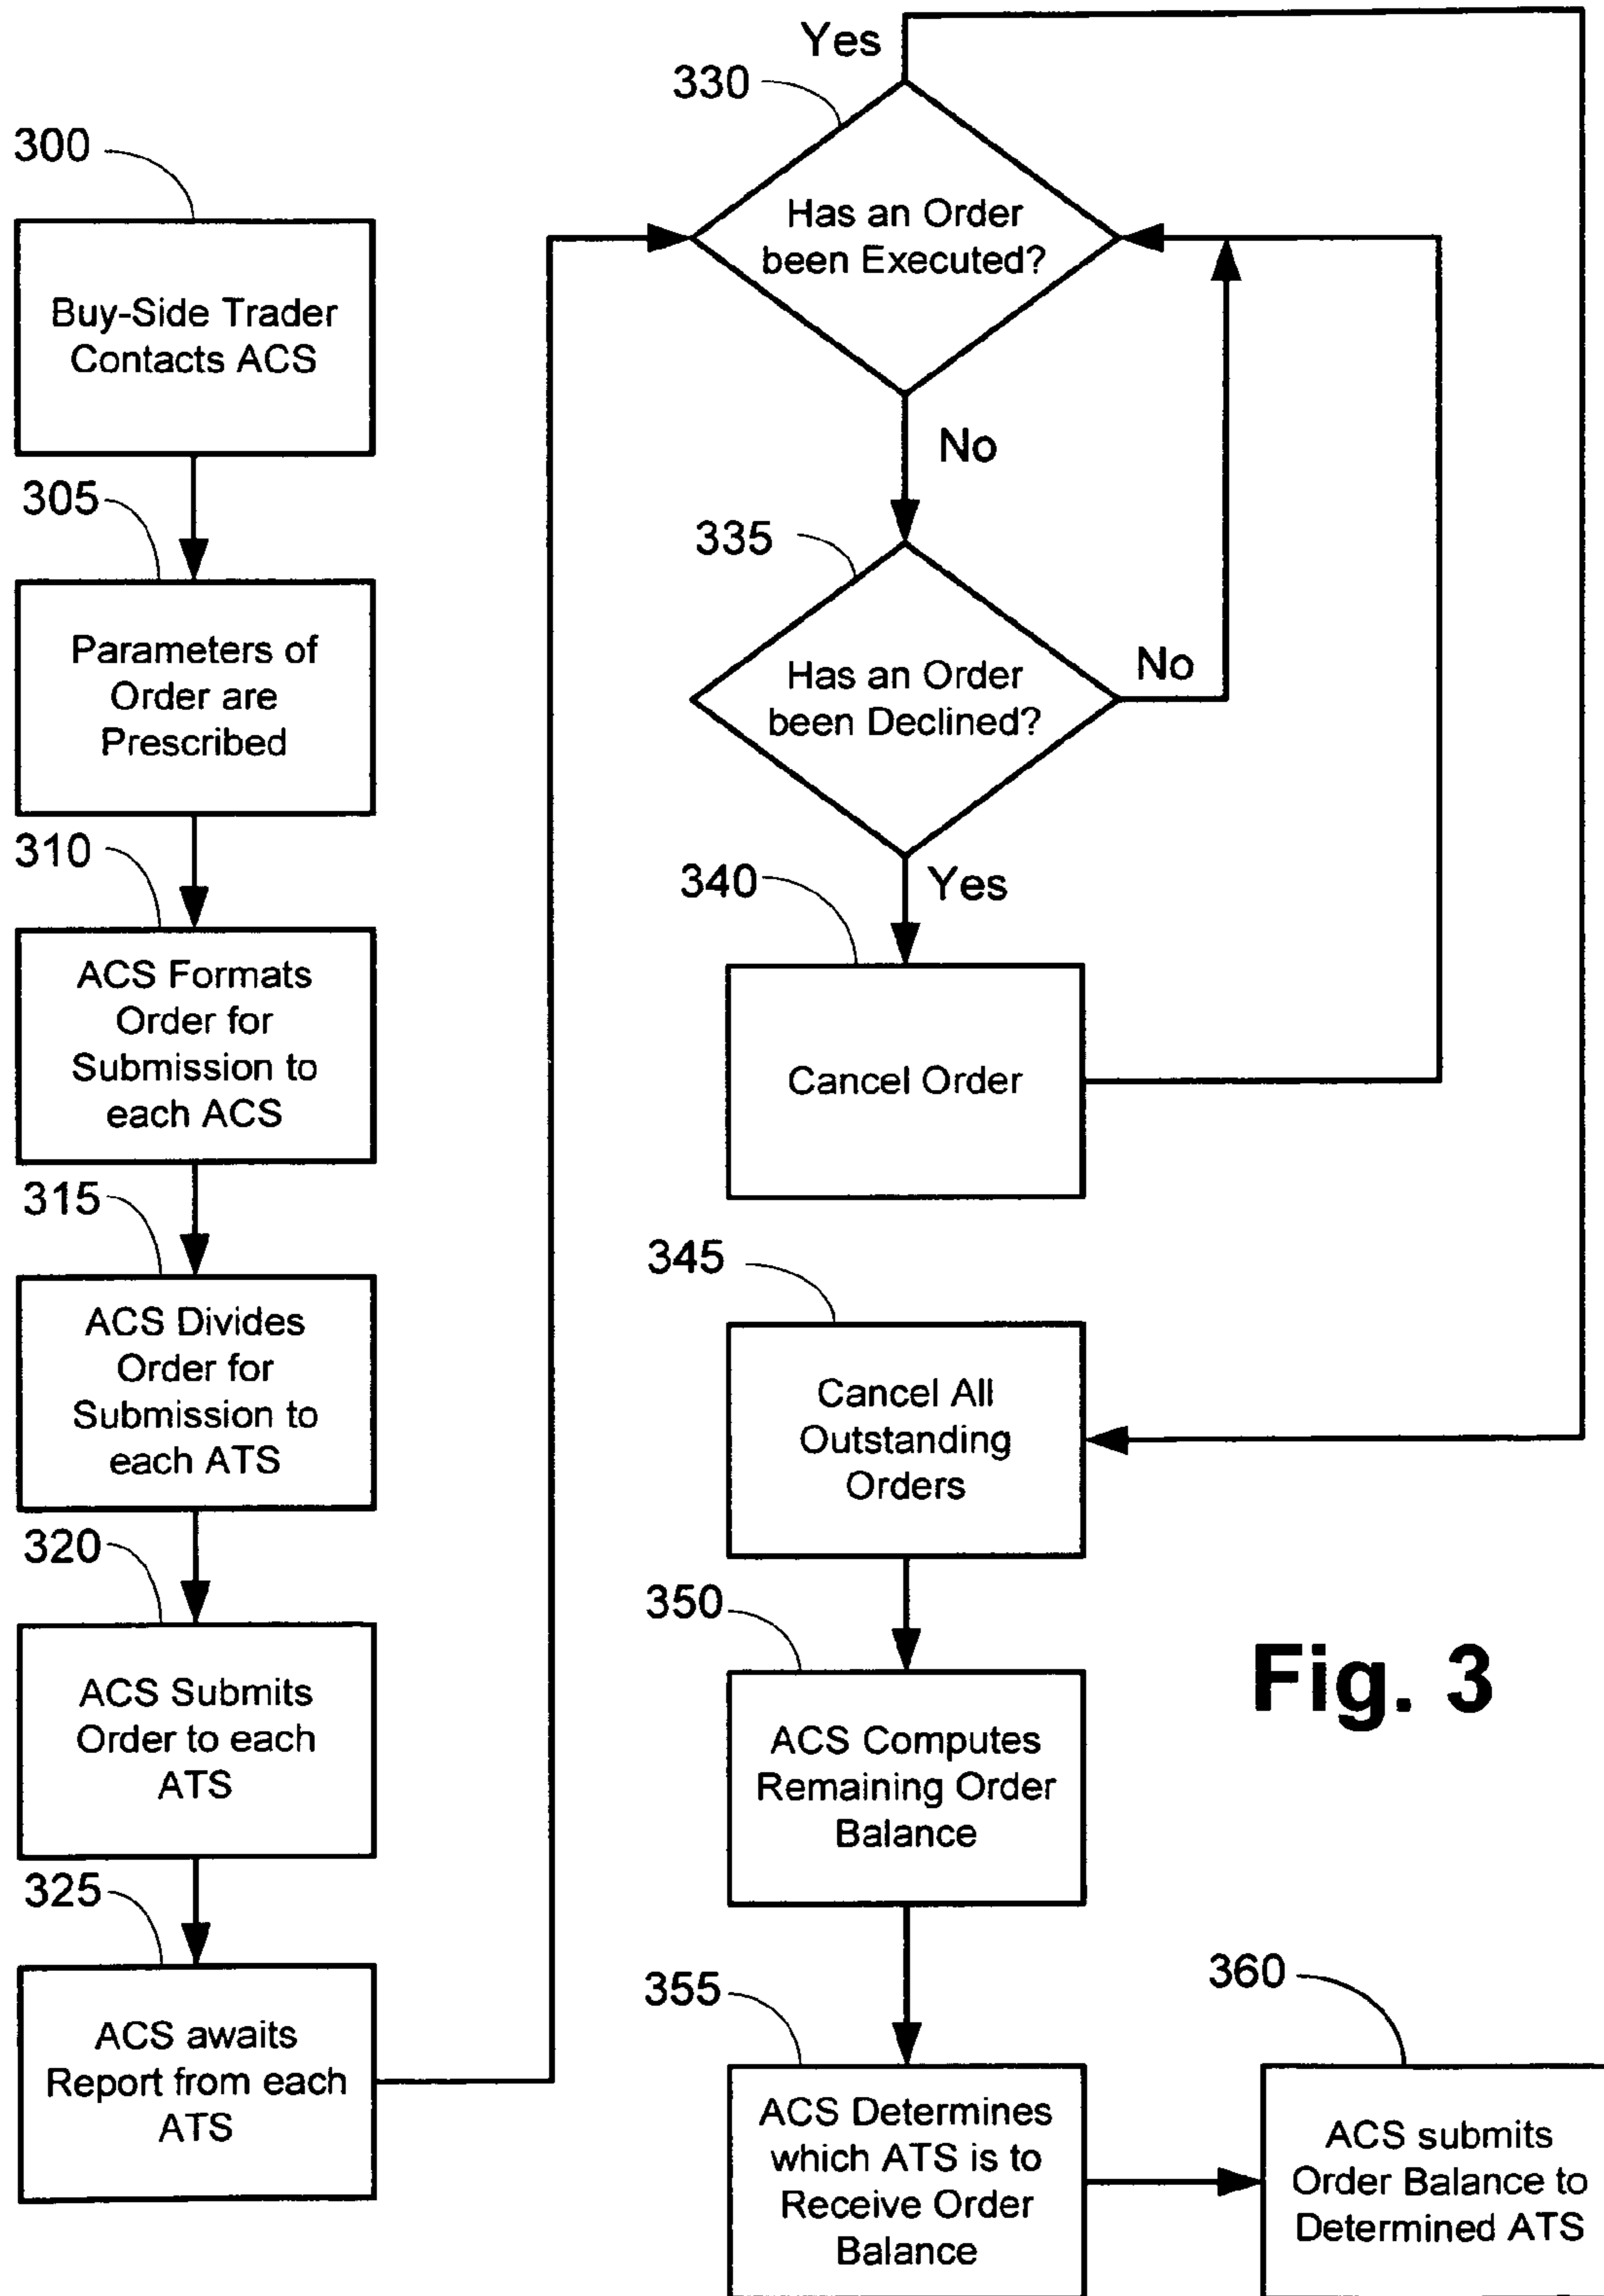 300
Buy-Side Trader
Contacts ACS
305
Parameters of
Order are
Prescribed
310
ACS Formats
Order for
Submission to
each ACS
315
ACS Divides
Order for
Submission to
each ATS
320
ACS Submits
Order to each
ATS
325
ACS awaits
Report from each
ATS
Yes
330
Has an Order
been Executed?
No
335
Has an Order
been Declined?
No
Yes
340
Cancel Order
345
Cancel All
Outstanding
Orders
350
ACS Computes
Remaining Order
Balance
355
ACS Determines
which ATS is to
Receive Order
Balance
360
ACS submits
Order Balance to
Determined ATS
Fig. 3